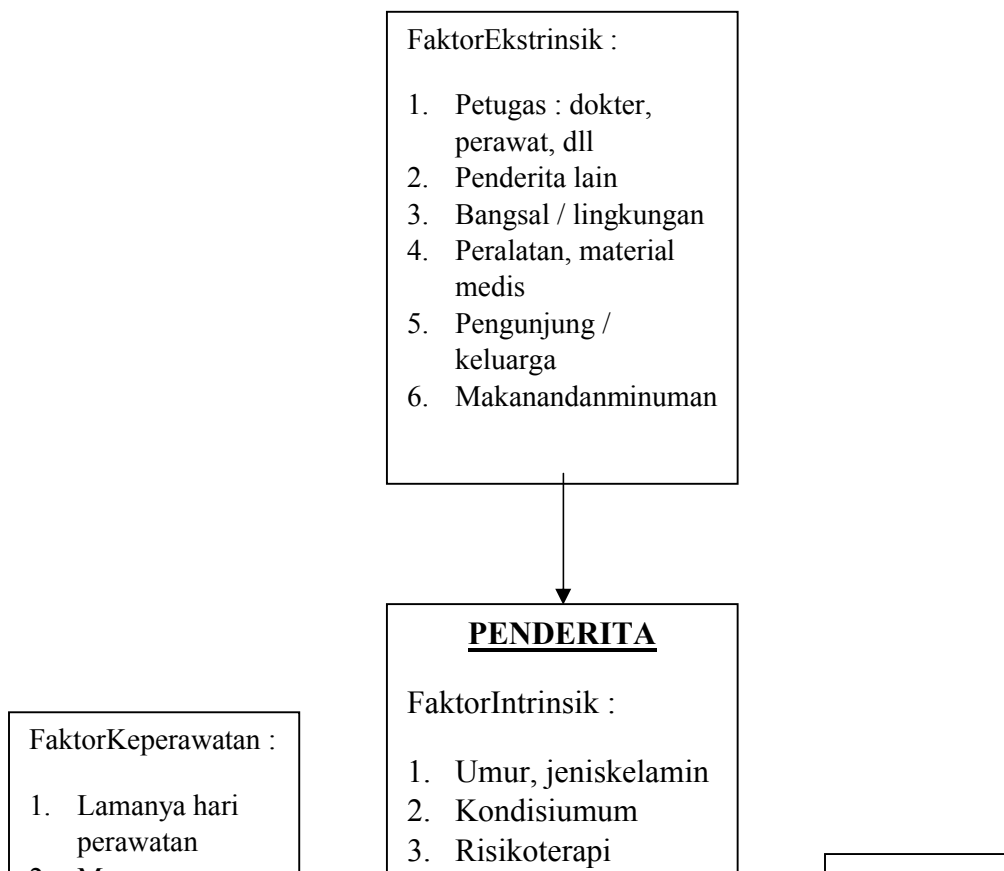 FaktorEkstrinsik :
1. Petugas : dokter,
perawat, dll
2. Penderita lain
3. Bangsal / lingkungan
4. Peralatan, material
medis
5. Pengunjung /
keluarga
6. Makanandanminuman
PENDERITA
FaktorIntrinsik :
1. Umur, jeniskelamin
2. Kondisiumum
3. Risikoterapi
FaktorKeperawatan :
1. Lamanya hari
perawatan